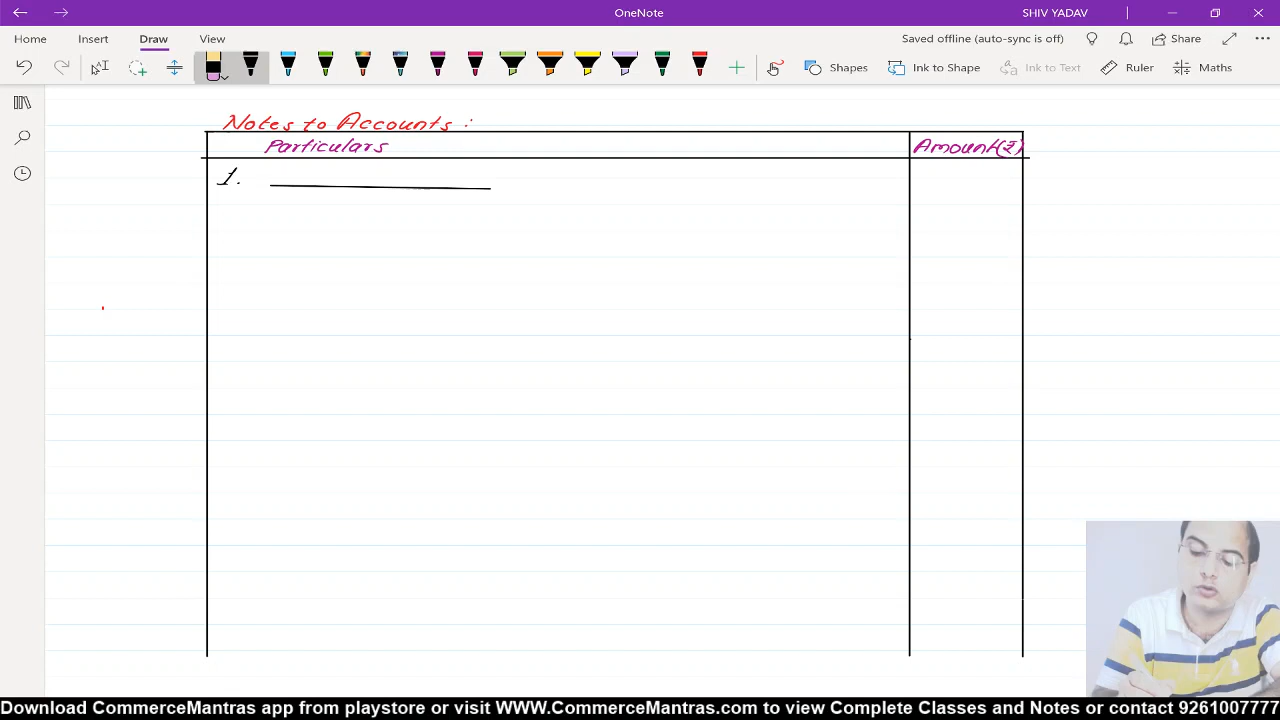 OneNote
SHIV YADAV
Home
Insert
Draw
View
Saved offline (auto-sync is off)
Share
Shapes
Ink to Shape
Ink to Text
Ruler
Maths
Notes to Accounts :
Particulars
Amount(₹)
1.
Download CommerceMantras app from playstore or visit WWW.CommerceMantras.com to view Complete Classes and Notes or contact 9261007777